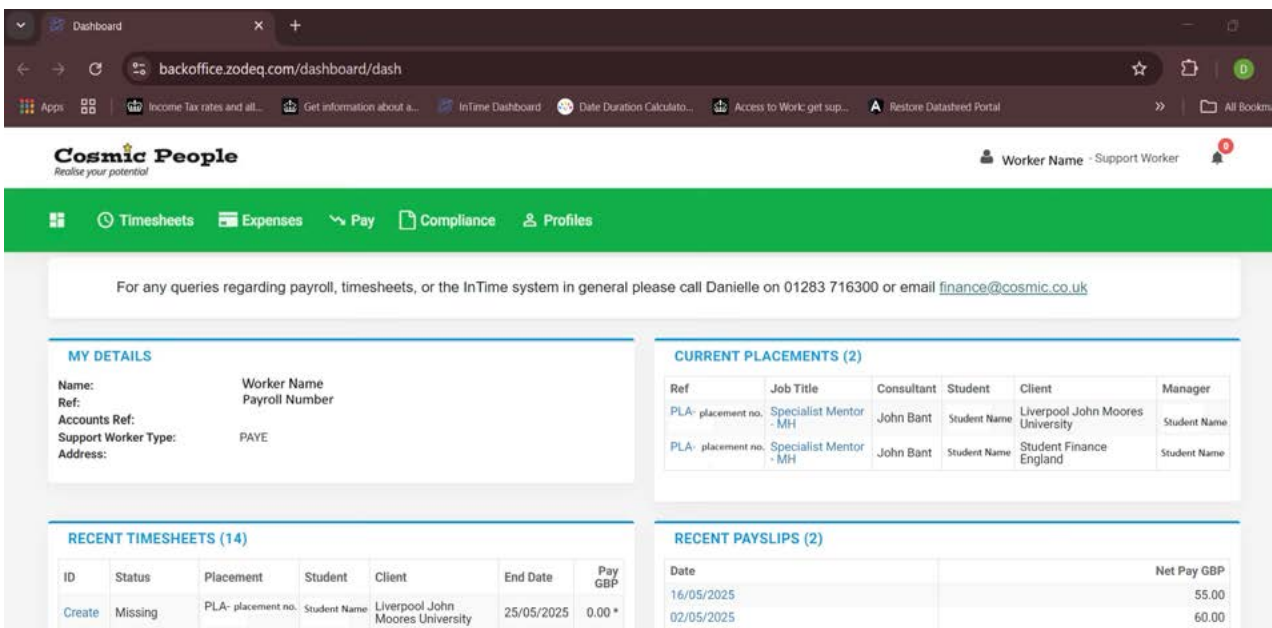 Dashboard
backoffice.zodeq.com/dashboard/dash
Apps Income Tax rates and all... Get information about a... InTime Dashboard Date Duration Calculato... Access to Work: get sup... Restore Datashred Portal » All Bookma
Cosmic People
Realise your potential
Worker Name - Support Worker 0
Timesheets Expenses Pay Compliance Profiles
For any queries regarding payroll, timesheets, or the InTime system in general please call Danielle on 01283 716300 or email finance@cosmic.co.uk
MY DETAILS
Name: Worker Name
Ref: Payroll Number
Accounts Ref:
Support Worker Type: PAYE
Address:
CURRENT PLACEMENTS (2)
Ref Job Title Consultant Student Client Manager
PLA- placement no. Specialist Mentor - MH John Bant Student Name Liverpool John Moores University Student Name
PLA- placement no. Specialist Mentor - MH John Bant Student Name Student Finance England Student Name
RECENT TIMESHEETS (14)
ID Status Placement Student Client End Date Pay GBP
Create Missing PLA- placement no. Student Name Liverpool John Moores University 25/05/2025 0.00 *
RECENT PAYSLIPS (2)
Date Net Pay GBP
16/05/2025 55.00
02/05/2025 60.00